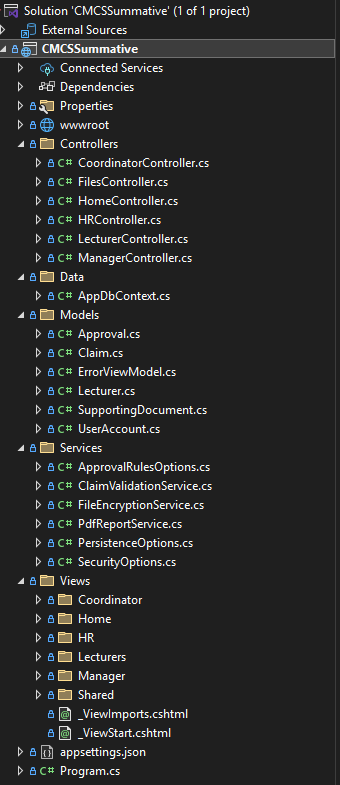 Solution 'CMCSSummative' (1 of 1 project)
External Sources
CMCSSummative
Connected Services
Dependencies
Properties
wwwroot
Controllers
C# CoordinatorController.cs
C# FilesController.cs
C# HomeController.cs
C# HRController.cs
C# LecturerController.cs
C# ManagerController.cs
Data
C# AppDbContext.cs
Models
C# Approval.cs
C# Claim.cs
C# ErrorViewModel.cs
C# Lecturer.cs
C# SupportingDocument.cs
C# UserAccount.cs
Services
C# ApprovalRulesOptions.cs
C# ClaimValidationService.cs
C# FileEncryptionService.cs
C# PdfReportService.cs
C# PersistenceOptions.cs
C# SecurityOptions.cs
Views
Coordinator
Home
HR
Lecturers
Manager
Shared
_ViewImports.cshtml
_ViewStart.cshtml
appsettings.json
C# Program.cs